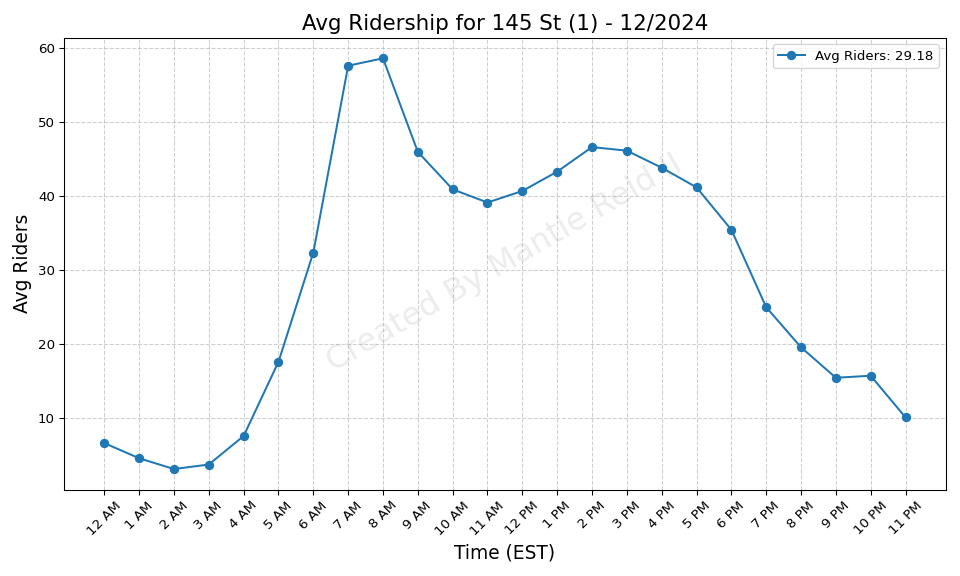 Avg Ridership for 145 St (1) - 12/2024
Avg Riders: 29.18
60
50
40
30
20
10
Avg Riders
Created By Mantie Reid II
12 AM
1 AM
2 AM
3 AM
4 AM
5 AM
6 AM
7 AM
8 AM
9 AM
10 AM
11 AM
12 PM
1 PM
2 PM
3 PM
4 PM
5 PM
6 PM
7 PM
8 PM
9 PM
10 PM
11 PM
Time (EST)